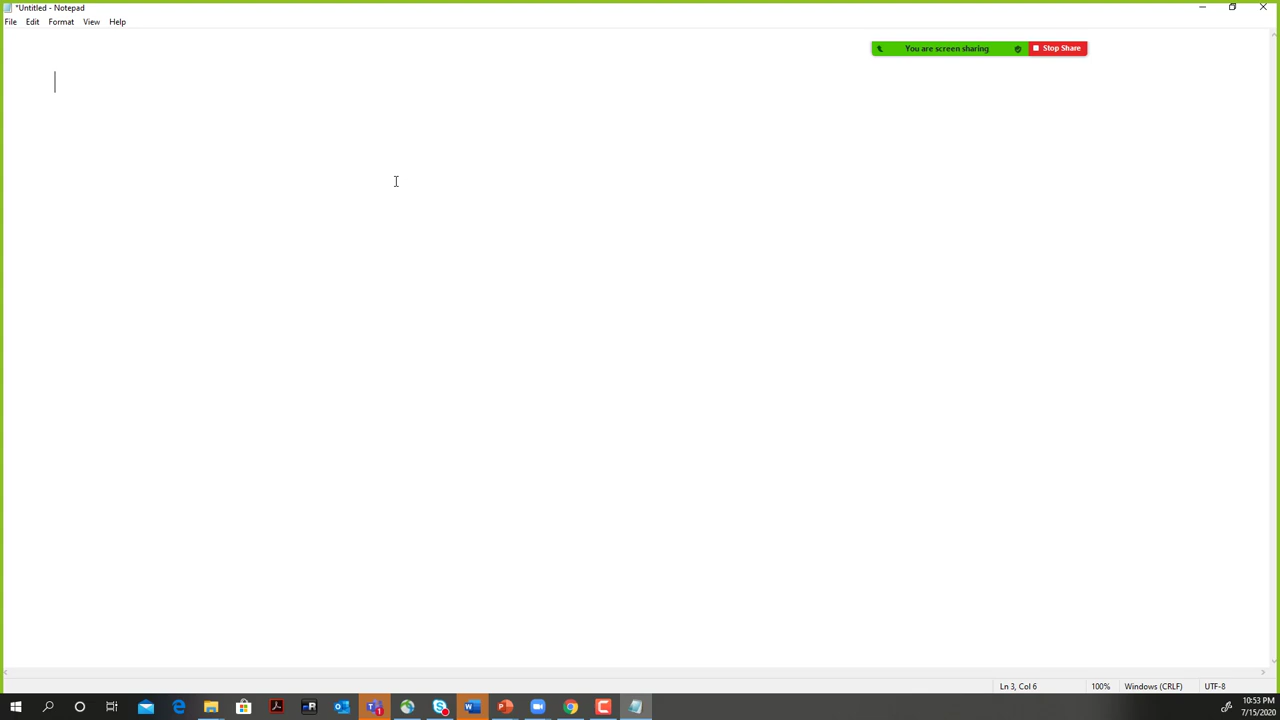 *Untitled - Notepad
File Edit Format View Help
You are screen sharing Stop Share
Ln 3, Col 6 100% Windows (CRLF) UTF-8
1
10:53 PM
7/15/2020